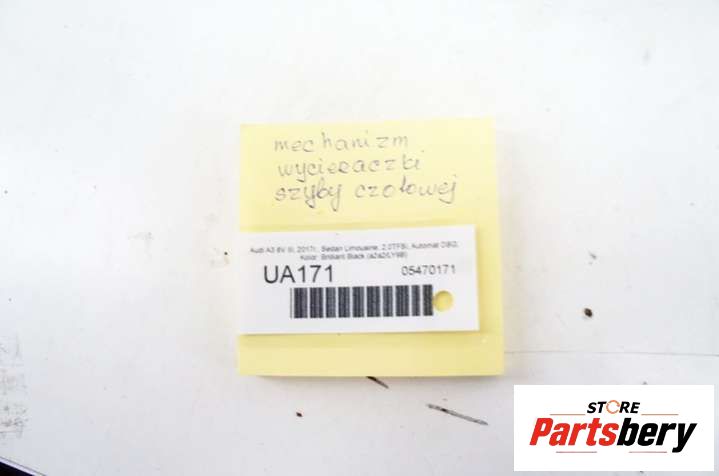 mechanizm
wycieraczki
szyby czołowej
Audi A3 8V III, 2017r., Sedan Limousine, 2.0TFSI, Automat DSG,
Kolor: Brilliant Black (a2a2/LY9B)
UA171 05470171
STORE
Partsbery